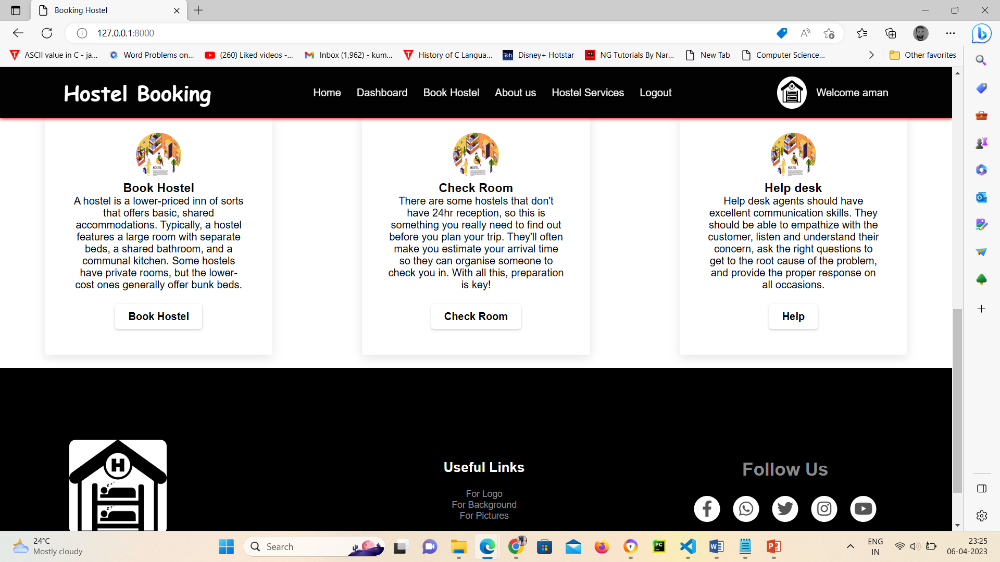 Booking Hostel
127.0.0.1:8000
ASCII value in C - ja...
Word Problems on...
(260) Liked videos -...
Inbox (1,962) - kum...
History of C Langua...
Disney+ Hotstar
NG Tutorials By Nar...
New Tab
Computer Science...
Other favorites
Hostel Booking
Home
Dashboard
Book Hostel
About us
Hostel Services
Logout
Welcome aman
HOSTEL
HOSTEL
HOSTEL
Book Hostel
A hostel is a lower-priced inn of sorts
that offers basic, shared
accommodations. Typically, a hostel
features a large room with separate
beds, a shared bathroom, and a
communal kitchen. Some hostels
have private rooms, but the lower-
cost ones generally offer bunk beds.
Book Hostel
Check Room
There are some hostels that don't
have 24hr reception, so this is
something you really need to find out
before you plan your trip. They'll often
make you estimate your arrival time
so they can organise someone to
check you in. With all this, preparation
is key!
Check Room
Help desk
Help desk agents should have
excellent communication skills. They
should be able to empathize with the
customer, listen and understand their
concern, ask the right questions to
get to the root cause of the problem,
and provide the proper response on
all occasions.
Help
H
z z z
z z z
Useful Links
For Logo
For Background
For Pictures
Follow Us
24°C
Mostly cloudy
Search
ENG
IN
23:25
06-04-2023